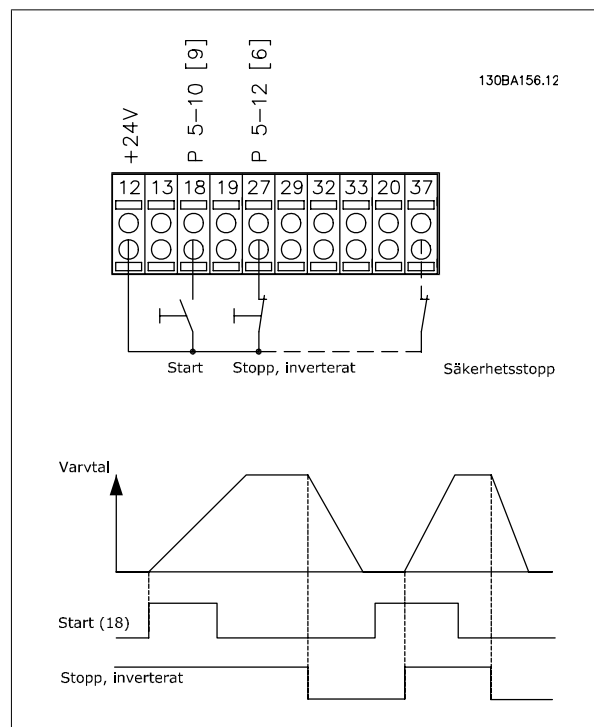 +24V
P 5-10 [9]
P 5-12 [6]
130BA156.12
12 13 18 19 27 29 32 33 20 37
Start Stopp, inverterat Säkerhetsstopp
Varvtal
Start (18)
Stopp, inverterat